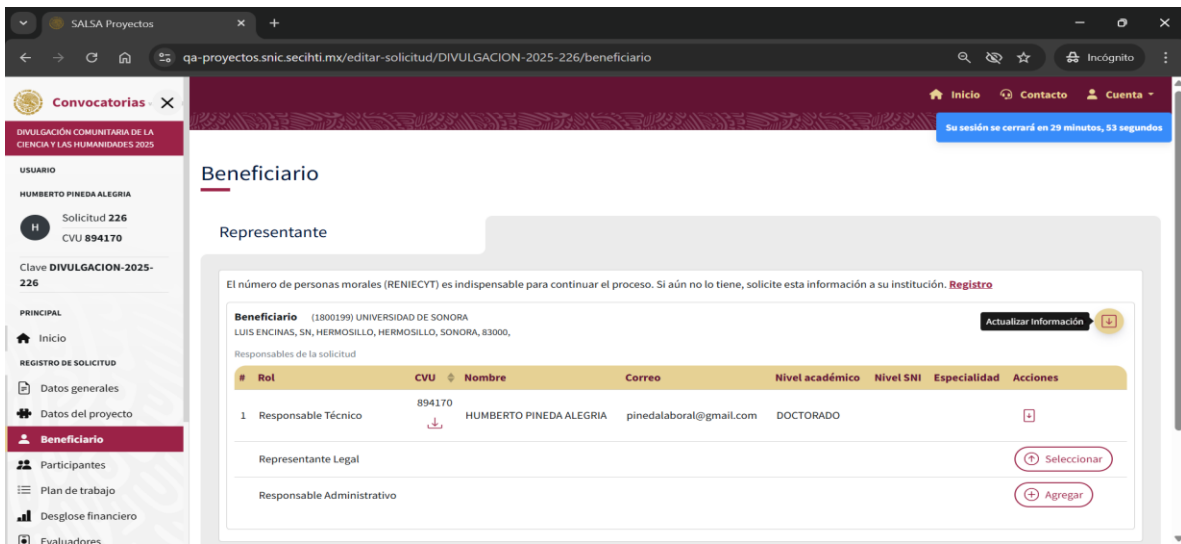 SALSA Proyectos
qa-proyectos.snic.secihti.mx/editar-solicitud/DIVULGACION-2025-226/beneficiario
Incógnito
Convocatorias
Inicio
Contacto
Cuenta
Su sesión se cerrará en 29 minutos, 53 segundos
DIVULGACIÓN COMUNITARIA DE LA
CIENCIA Y LAS HUMANIDADES 2025
USUARIO
HUMBERTO PINEDA ALEGRIA
H
Solicitud 226
CVU 894170
Clave DIVULGACION-2025-
226
PRINCIPAL
Inicio
REGISTRO DE SOLICITUD
Datos generales
Datos del proyecto
Beneficiario
Participantes
Plan de trabajo
Desglose financiero
Evaluadores
Beneficiario
Representante
El número de personas morales (RENIECYT) es indispensable para continuar el proceso. Si aún no lo tiene, solicite esta información a su institución. Registro
Beneficiario (1800199) UNIVERSIDAD DE SONORA
LUIS ENCINAS, SN, HERMOSILLO, HERMOSILLO, SONORA, 83000,
Actualizar Información
Responsables de la solicitud
# Rol CVU Nombre Correo Nivel académico Nivel SNI Especialidad Acciones
1 Responsable Técnico 894170 HUMBERTO PINEDA ALEGRIA pinedalaboral@gmail.com DOCTORADO
Representante Legal Seleccionar
Responsable Administrativo Agregar